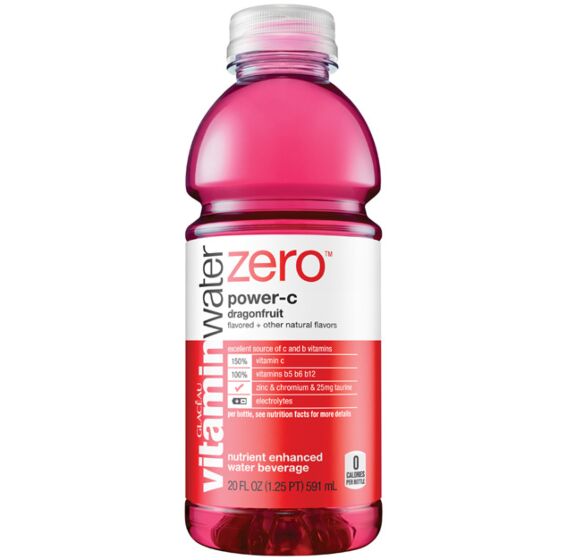 GLACÉAU
vitaminwater
zero™
power-c
dragonfruit
flavored + other natural flavors
excellent source of c and b vitamins
150% vitamin c
100% vitamins b5 b6 b12
zinc & chromium & 25mg taurine
electrolytes
per bottle, see nutrition facts for more details
nutrient enhanced
water beverage
0
CALORIES
PER BOTTLE
20 FL OZ (1.25 PT) 591 mL